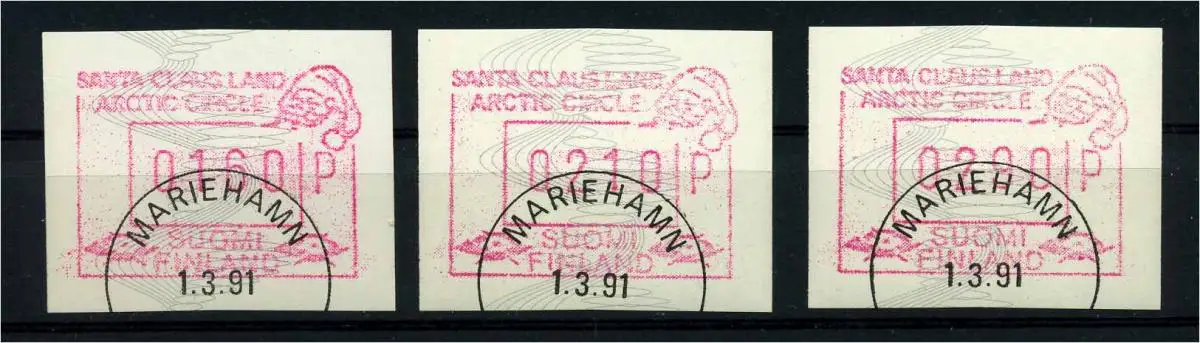 SANTA CLAUS LAND
ARCTIC CIRCLE
0160 P
MARIEHAMN
SUOMI
FINLAND
1.3.91
SANTA CLAUS LAND
ARCTIC CIRCLE
0210 P
MARIEHAMN
SUOMI
FINLAND
1.3.91
SANTA CLAUS LAND
ARCTIC CIRCLE
P
MARIEHAMN
SUOMI
FINLAND
1.3.91